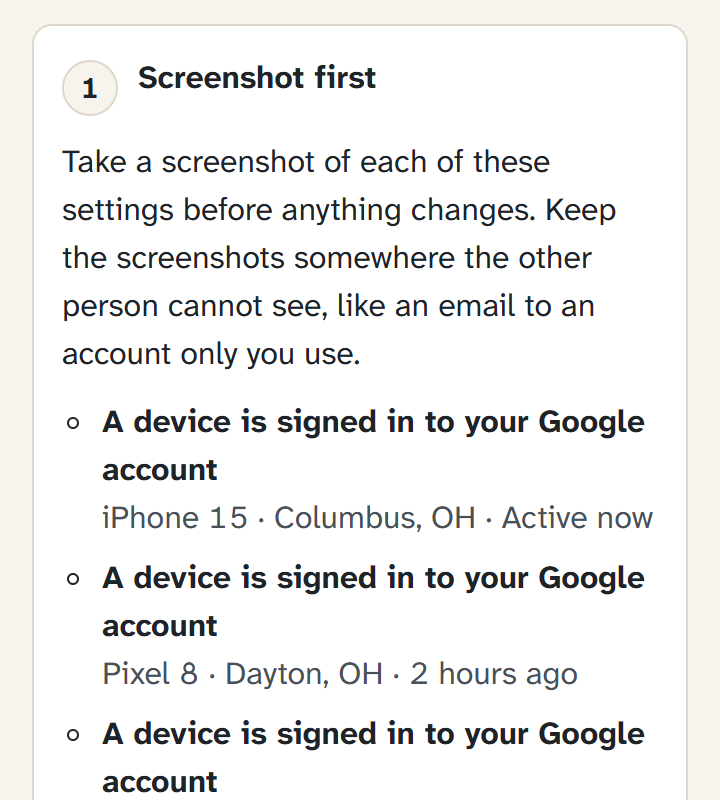 1
Screenshot first
Take a screenshot of each of these
settings before anything changes. Keep
the screenshots somewhere the other
person cannot see, like an email to an
account only you use.
A device is signed in to your Google
account
iPhone 15 · Columbus, OH · Active now
A device is signed in to your Google
account
Pixel 8 · Dayton, OH · 2 hours ago
A device is signed in to your Google
account